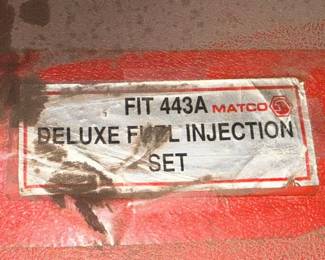 FIT 443A MATCO
DELUXE FUEL INJECTION
SET